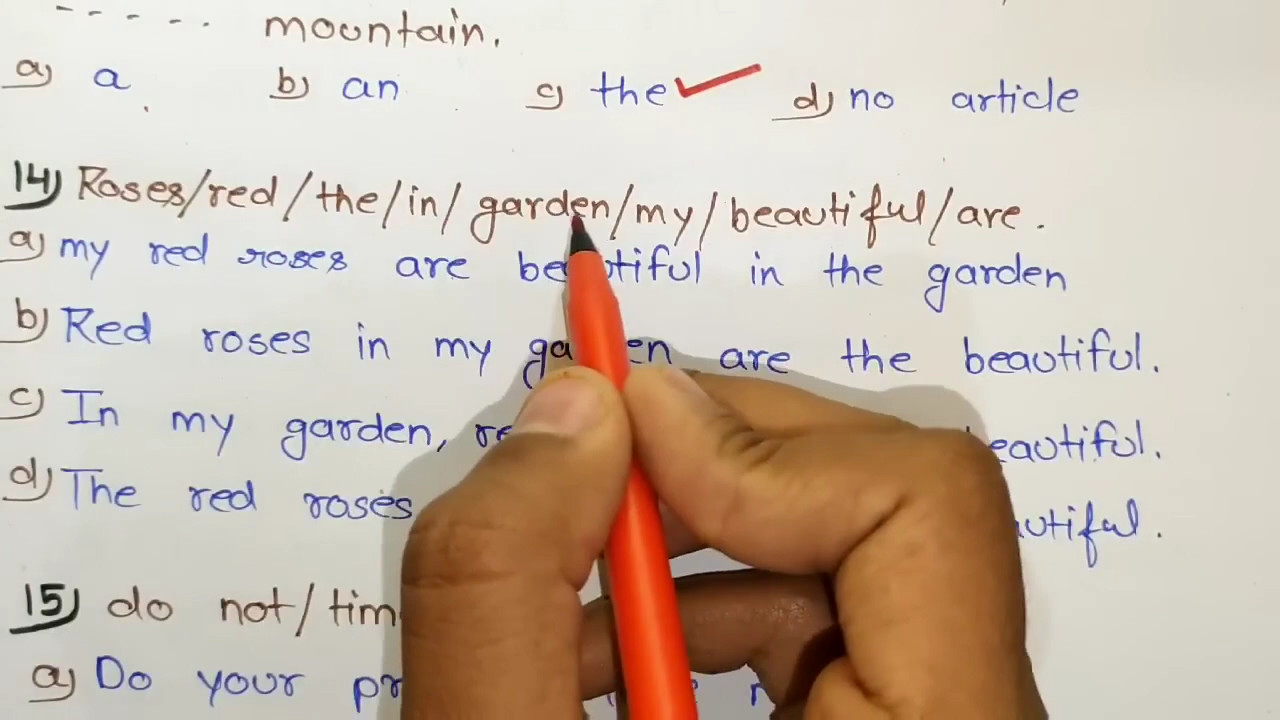 - - - - - mountain.
a) a b) an c) the d) no article
14) Roses/red/the/in/garden/my/beautiful/are.
a) my red roses are beautiful in the garden
b) Red roses in my garden are the beautiful.
c) In my garden, beautiful.
d) The red roses
15) do not/
a) Do your